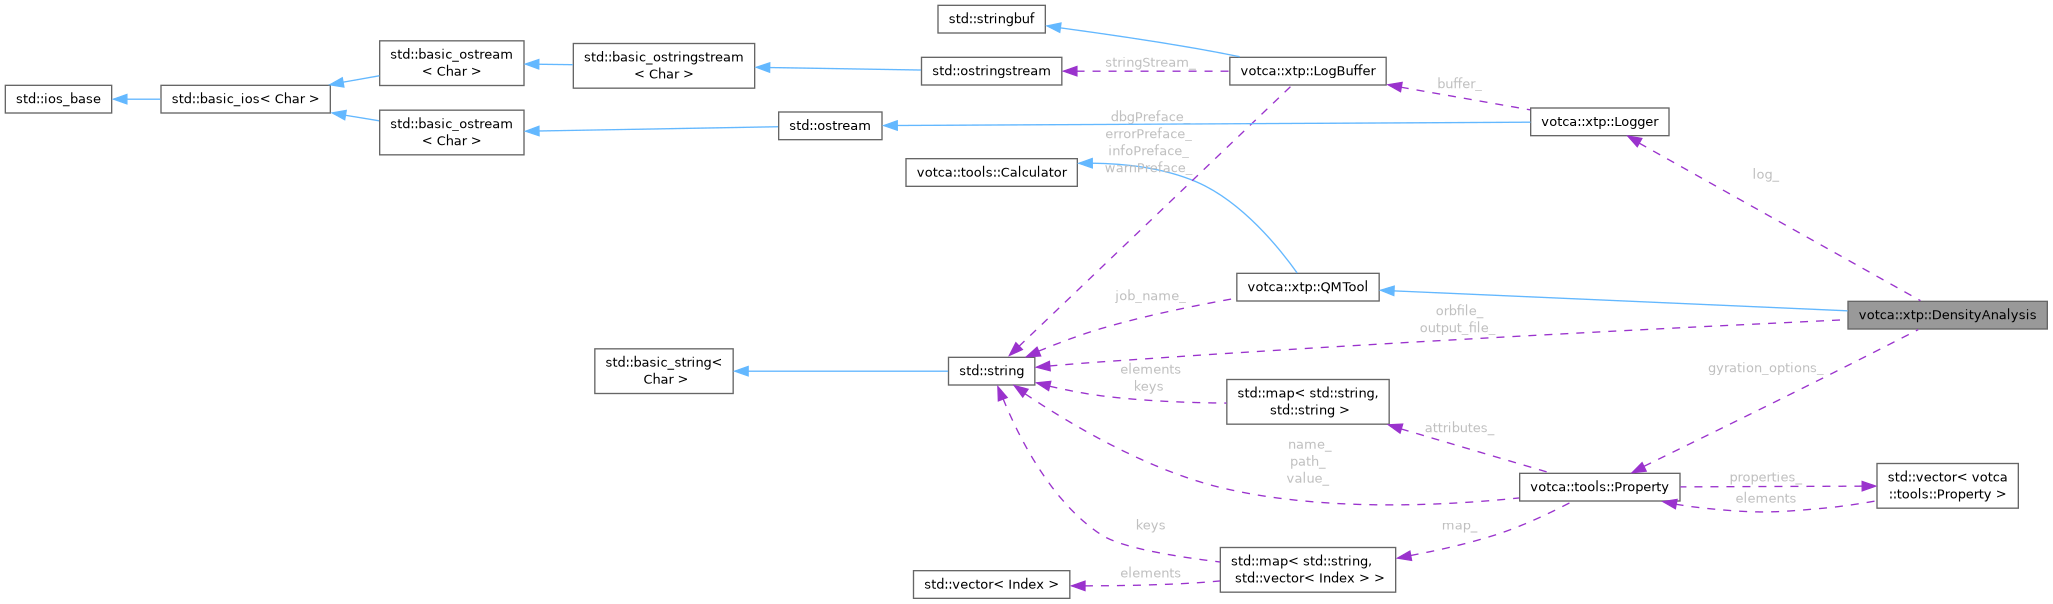 std::stringbuf
std::basic_ostream
< Char >
std::basic_ostringstream
< Char >
std::ostringstream
stringStream_
votca::xtp::LogBuffer
buffer_
std::ios_base
std::basic_ios< Char >
std::basic_ostream
< Char >
std::ostream
dbgPreface_
errorPreface_
infoPreface_
warnPreface_
votca::xtp::Logger
votca::tools::Calculator
log_
votca::xtp::QMTool
job_name_
orbfile_
output_file_
votca::xtp::DensityAnalysis
std::basic_string<
Char >
std::string
elements
keys
std::map< std::string,
std::string >
gyration_options_
attributes_
name_
path_
value_
votca::tools::Property
properties_
elements
std::vector< votca
::tools::Property >
keys
map_
std::map< std::string,
std::vector< Index > >
elements
std::vector< Index >